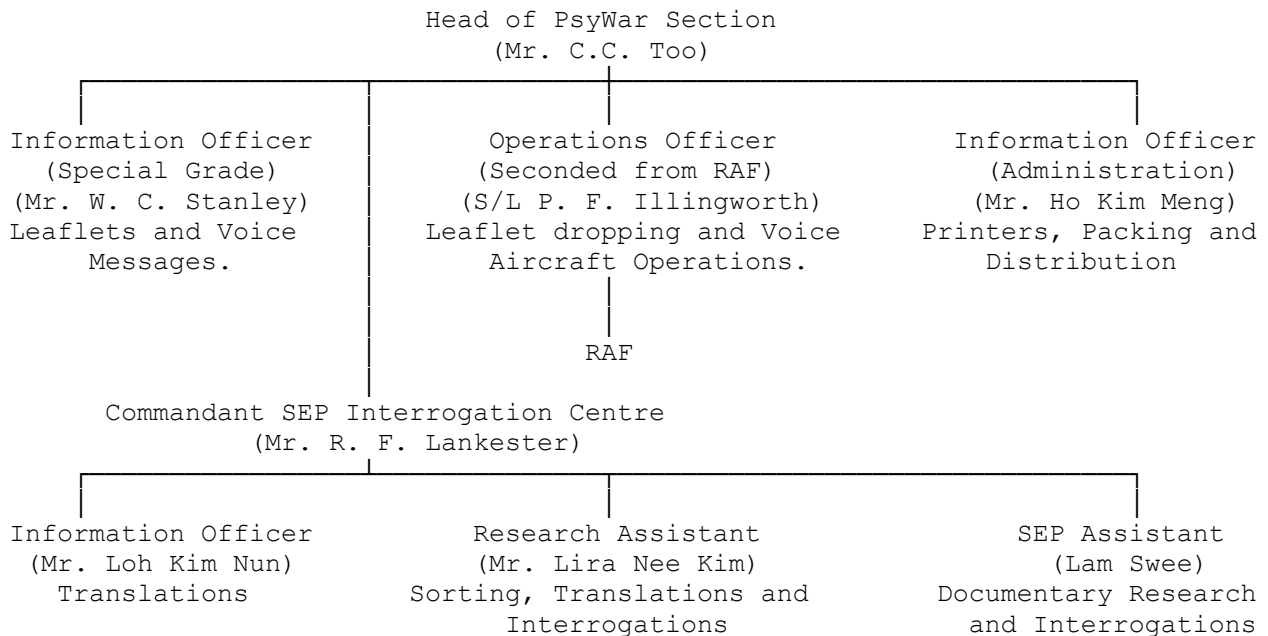 Head of PsyWar Section
(Mr. C.C. Too)
Information Officer
(Special Grade)
(Mr. W. C. Stanley)
Leaflets and Voice
Messages.
Operations Officer
(Seconded from RAF)
(S/L P. F. Illingworth)
Leaflet dropping and Voice
Aircraft Operations.
RAF
Information Officer
(Administration)
(Mr. Ho Kim Meng)
Printers, Packing and
Distribution
Commandant SEP Interrogation Centre
(Mr. R. F. Lankester)
Information Officer
(Mr. Loh Kim Nun)
Translations
Research Assistant
(Mr. Lira Nee Kim)
Sorting, Translations and
Interrogations
SEP Assistant
(Lam Swee)
Documentary Research
and Interrogations